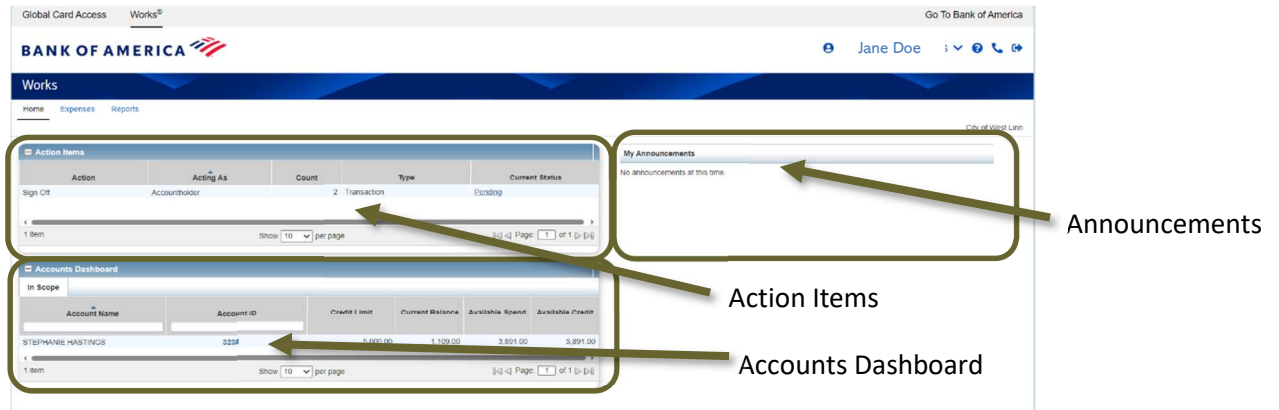 Global Card Access Works® Go To Bank of America
BANK OF AMERICA
Jane Doe
Works
Home Expenses Reports
City of West Linn
Action Items
Action Acting As Count Type Current Status
Sign Off Accountholder 2 Transaction Pending
1 item Show 10 per page Page: 1 of 1
My Announcements
No announcements at this time.
Announcements
Accounts Dashboard
In Scope
Account Name Account ID Credit Limit Current Balance Available Spend Available Credit
STEPHANIE HASTINGS 5,000.00 1,109.00 3,891.00 3,891.00
1 item Show 10 per page Page: 1 of 1
Action Items
Accounts Dashboard